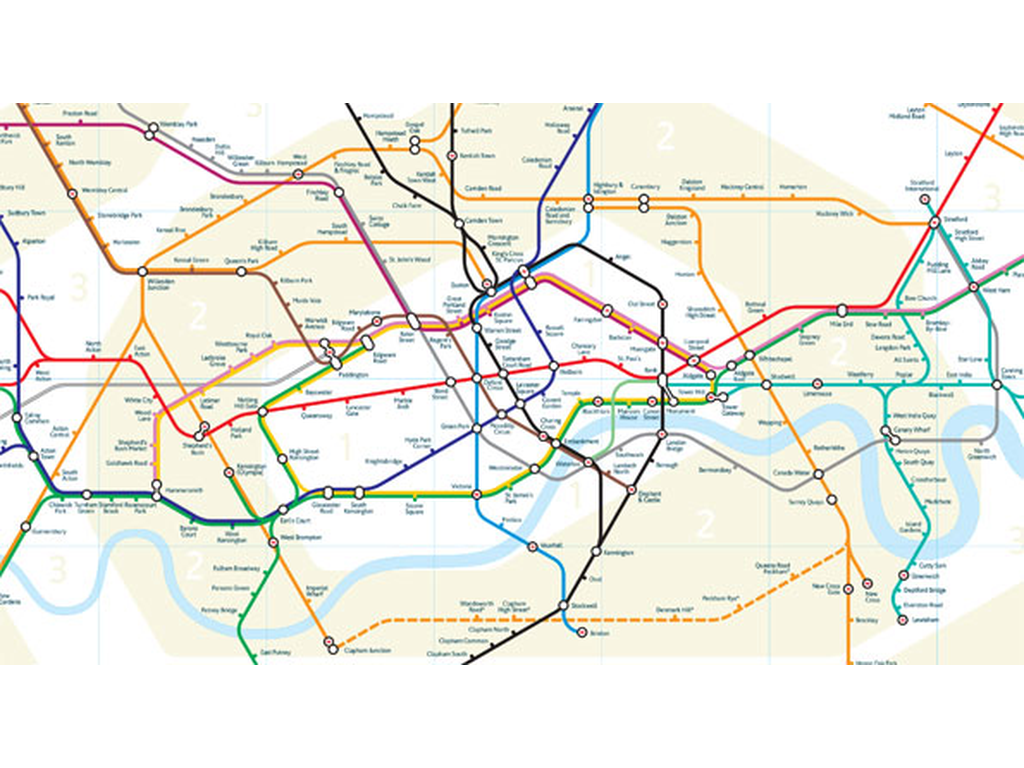 Preston Road
Wembley Park
South
Kenton
North Wembley
Wembley Central
Stonebridge Park
Harlesden
Neasden
Dollis
Hill
Willesden
Green
Kilburn
West
Hampstead
Finchley Road
& Frognal
Hampstead
Heath
Gospel
Oak
Hampstead
Belsize
Park
Chalk Farm
Kentish
Town West
Tufnell Park
Kentish Town
Camden Road
Camden Town
Arsenal
Holloway
Road
Caledonian
Road
Highbury &
Islington
Canonbury
Dalston
Kingsland
Hackney Central
Homerton
Hackney Wick
Leyton
Midland Road
Leyton
Stratford
International
Stratford
Stratford
High Street
Abbey
Road
West Ham
Pudding
Mill Lane
Bow Church
Sudbury Town
Alperton
Park Royal
Brondesbury
Brondesbury
Park
Kensal Rise
Kensal Green
Queen's Park
Willesden
Junction
Kilburn
High Road
South
Hampstead
Finchley
Road
Swiss
Cottage
St. John's Wood
Kilburn Park
Maida Vale
Warwick
Avenue
Edgware
Road
Marylebone
Baker
Street
Great
Portland
Street
Regent's
Park
Euston
Mornington
Crescent
King's Cross
St. Pancras
Caledonian
Road and
Barnsbury
Dalston
Junction
Haggerston
Hoxton
Shoreditch
High Street
Angel
Old Street
Farringdon
Barbican
Moorgate
Liverpool
Street
Bethnal
Green
Mile End
Bow Road
Stepney
Green
Bromley-
by-Bow
Devons Road
Langdon Park
All Saints
Star Lane
Canning
Town
Royal Oak
Westbourne
Park
Ladbroke
Grove
Latimer
Road
Paddington
Edgware
Road
Bayswater
Notting
Hill Gate
Queensway
Lancaster
Gate
Marble
Arch
Oxford
Circus
Euston
Square
Warren Street
Goodge
Street
Tottenham
Court Road
Russell
Square
Holborn
Chancery
Lane
St. Paul's
Bank
Aldgate
Aldgate
East
Whitechapel
Tower Hill
Tower
Gateway
Shadwell
Limehouse
Westferry
Poplar
East India
Blackwall
North
Acton
East
Acton
West
Acton
White City
Wood
Lane
Shepherd's
Bush
Holland
Park
Shepherd's
Bush Market
Goldhawk Road
Hammersmith
Ealing
Common
Acton
Town
Acton
Central
South
Acton
Chiswick
Park
Turnham
Green
Stamford
Brook
Ravenscourt
Park
Gunnersbury
Barons
Court
West
Kensington
Kensington
(Olympia)
High Street
Kensington
Earl's Court
West Brompton
Gloucester
Road
South
Kensington
Sloane
Square
Knightsbridge
Hyde Park
Corner
Green Park
Piccadilly
Circus
Leicester
Square
Covent
Garden
Charing
Cross
Embankment
Temple
Blackfriars
Mansion
House
Cannon
Street
Monument
Westminster
St. James's
Park
Victoria
Waterloo
Southwark
Lambeth
North
Elephant
& Castle
Borough
London
Bridge
Bermondsey
Wapping
Rotherhithe
Canada Water
Surrey Quays
West India Quay
Canary Wharf
Heron Quays
South Quay
Crossharbour
Mudchute
Island
Gardens
Cutty Sark
Greenwich
Deptford Bridge
Elverson Road
Lewisham
North
Greenwich
Pimlico
Vauxhall
Kennington
Oval
Stockwell
Brixton
Clapham North
Clapham Common
Clapham South
Wandsworth
Road*
Clapham
High Street*
Denmark Hill*
Peckham Rye*
Queens Road
Peckham*
New Cross
Gate
New
Cross
Brockley
Honor Oak Park
Fulham Broadway
Parsons Green
Putney Bridge
East Putney
Imperial
Wharf
Clapham Junction
1
1
1
2
2
2
2
2
3
3
3
3